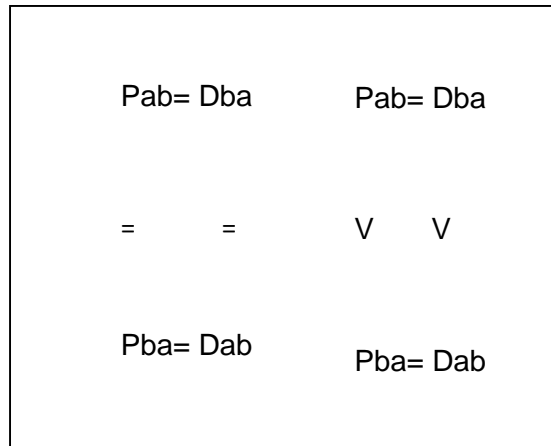 Pab= Dba Pab= Dba
= = V V
Pba= Dab Pba= Dab